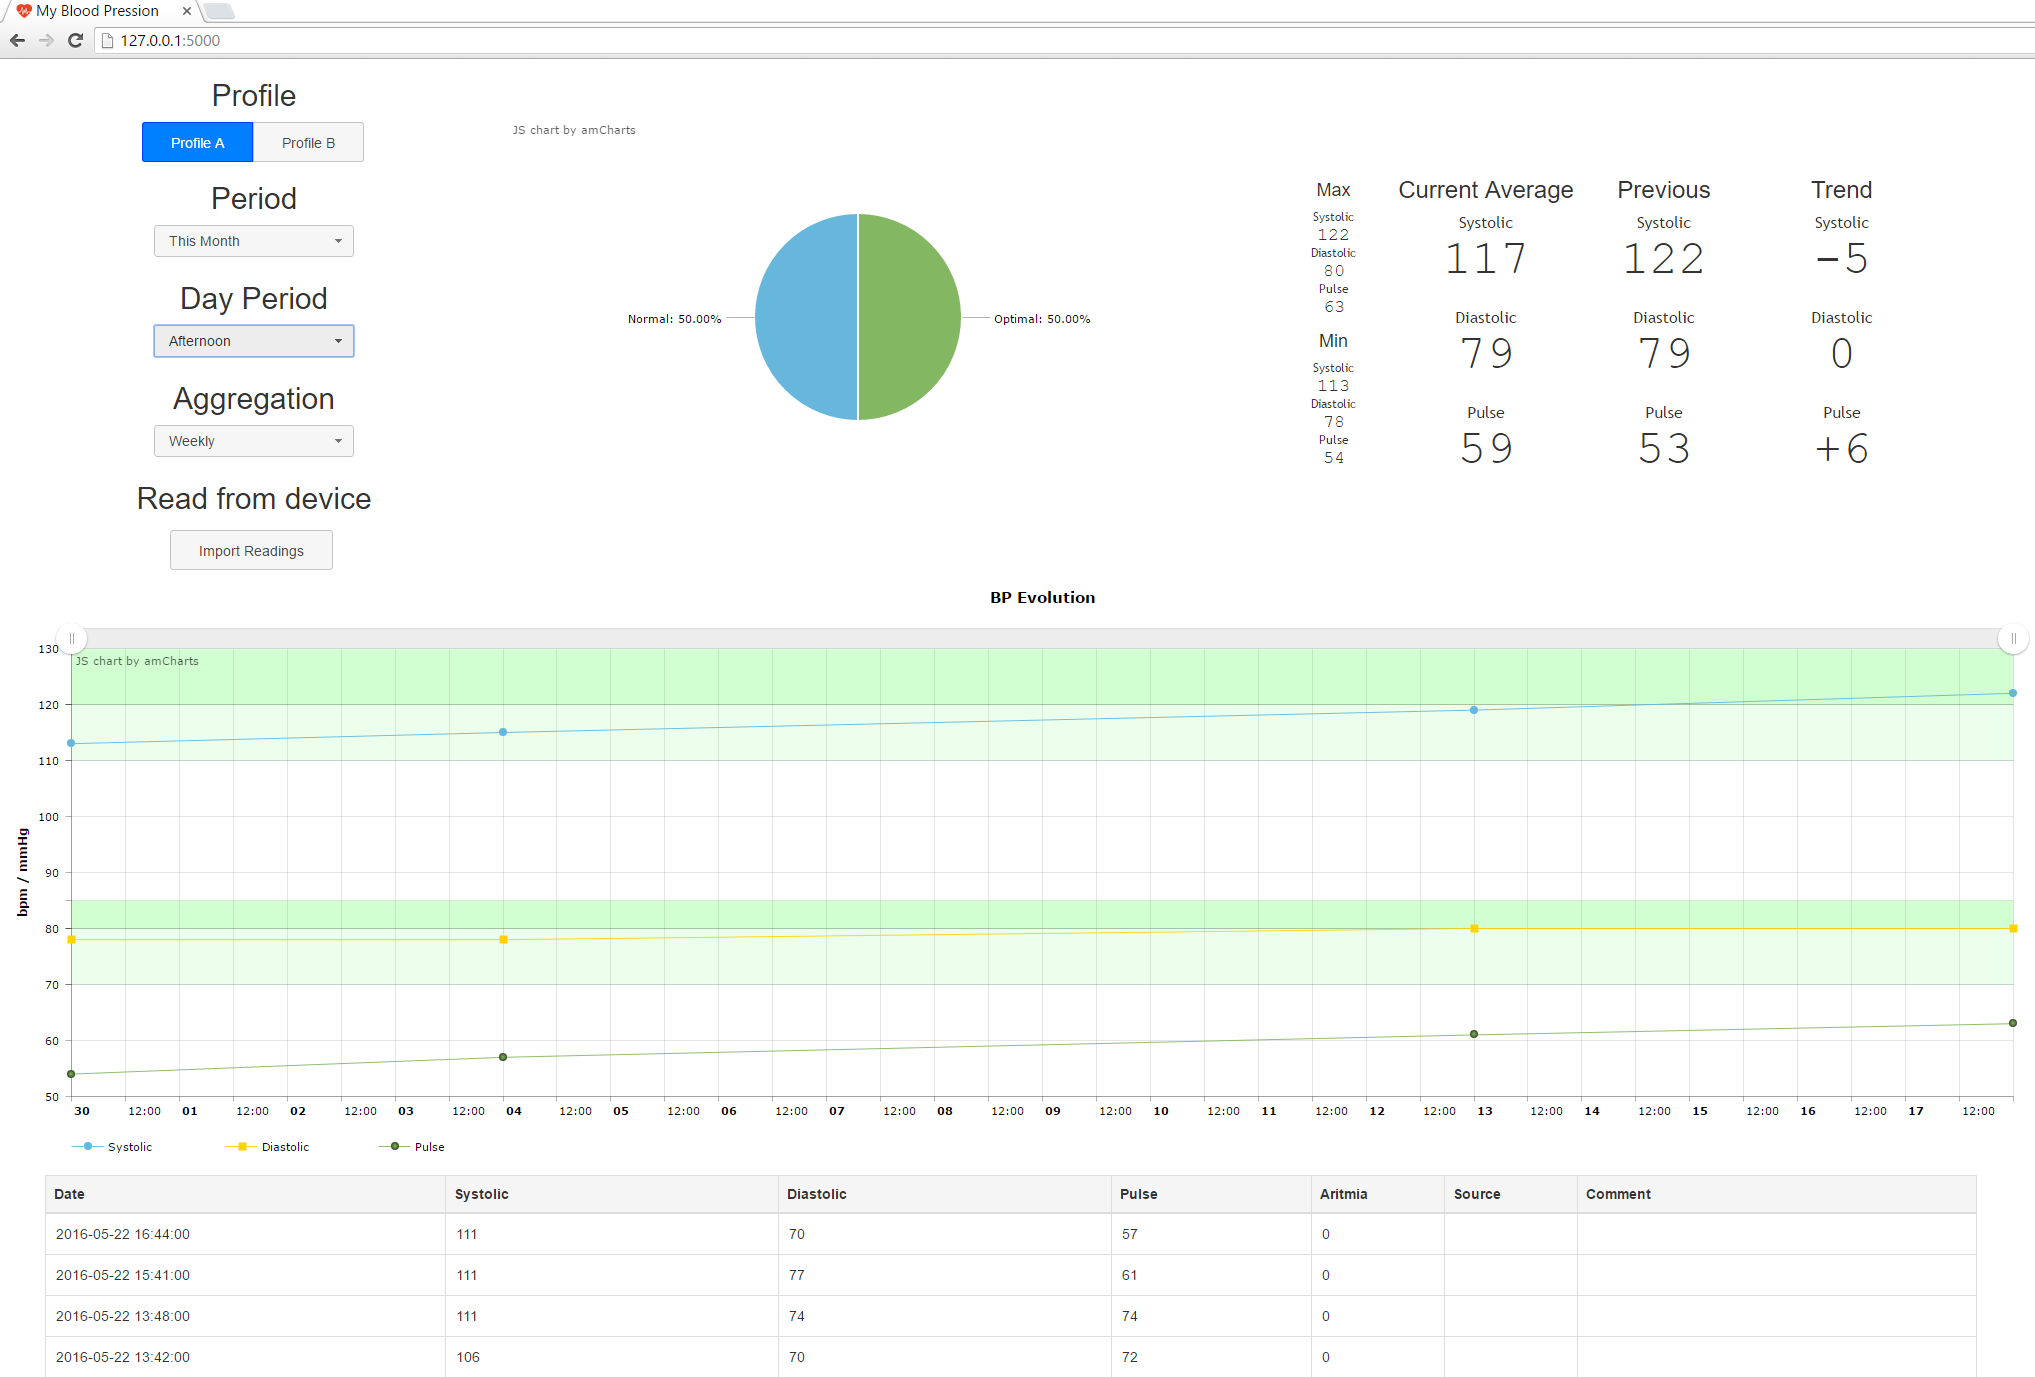 My Blood Pression
127.0.0.1:5000
Profile
Profile A Profile B
Period
This Month
Day Period
Afternoon
Aggregation
Weekly
Read from device
Import Readings
JS chart by amCharts
Normal: 50.00%
Optimal: 50.00%
Max
Systolic
122
Diastolic
80
Pulse
63
Min
Systolic
113
Diastolic
78
Pulse
54
Current Average
Systolic
117
Diastolic
79
Pulse
59
Previous
Systolic
122
Diastolic
79
Pulse
53
Trend
Systolic
-5
Diastolic
0
Pulse
+6
BP Evolution
JS chart by amCharts
bpm / mmHg
130
120
110
100
90
80
70
60
50
30 12:00 01 12:00 02 12:00 03 12:00 04 12:00 05 12:00 06 12:00 07 12:00 08 12:00 09 12:00 10 12:00 11 12:00 12 12:00 13 12:00 14 12:00 15 12:00 16 12:00 17 12:00
Systolic Diastolic Pulse
Date Systolic Diastolic Pulse Aritmia Source Comment
2016-05-22 16:44:00 111 70 57 0
2016-05-22 15:41:00 111 77 61 0
2016-05-22 13:48:00 111 74 74 0
2016-05-22 13:42:00 106 70 72 0